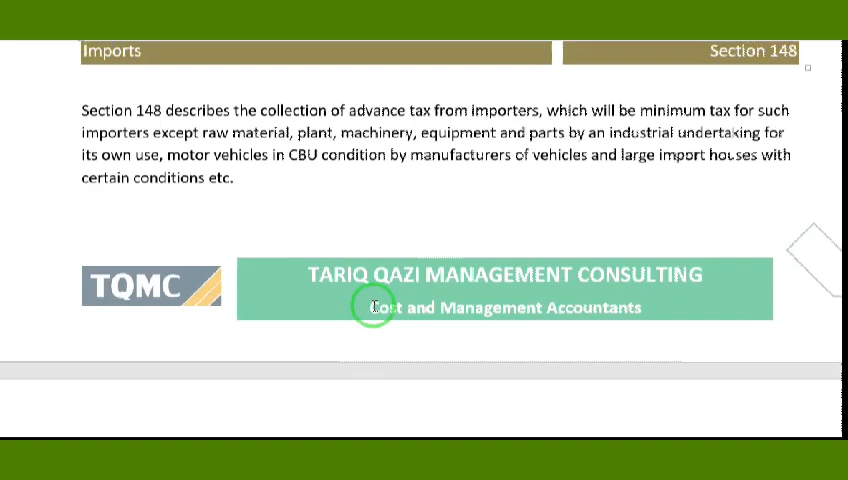 Imports Section 148
Section 148 describes the collection of advance tax from importers, which will be minimum tax for such
importers except raw material, plant, machinery, equipment and parts by an industrial undertaking for
its own use, motor vehicles in CBU condition by manufacturers of vehicles and large import houses with
certain conditions etc.
TQMC
TARIQ QAZI MANAGEMENT CONSULTING
Cost and Management Accountants